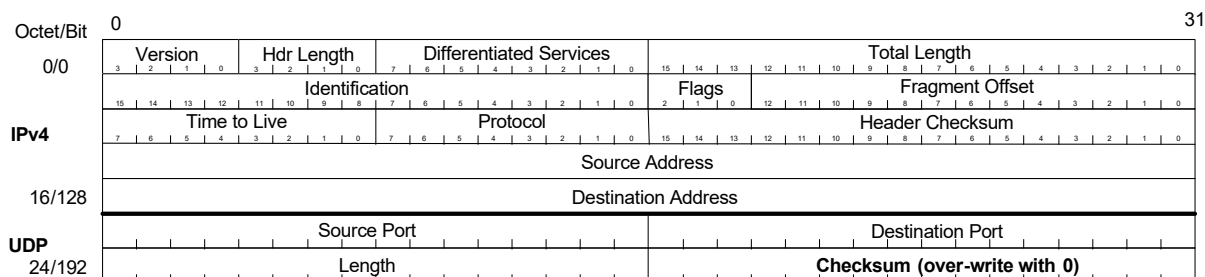 Octet/Bit 0 31
Version Hdr Length Differentiated Services Total Length
0/0 3 2 1 0 3 2 1 0 7 6 5 4 3 2 1 0 15 14 13 12 11 10 9 8 7 6 5 4 3 2 1 0
Identification Flags Fragment Offset
15 14 13 12 11 10 9 8 7 6 5 4 3 2 1 0 2 1 0 12 11 10 9 8 7 6 5 4 3 2 1 0
IPv4 Time to Live Protocol Header Checksum
7 6 5 4 3 2 1 0 7 6 5 4 3 2 1 0 15 14 13 12 11 10 9 8 7 6 5 4 3 2 1 0
Source Address
16/128 Destination Address
UDP Source Port Destination Port
24/192 Length Checksum (over-write with 0)